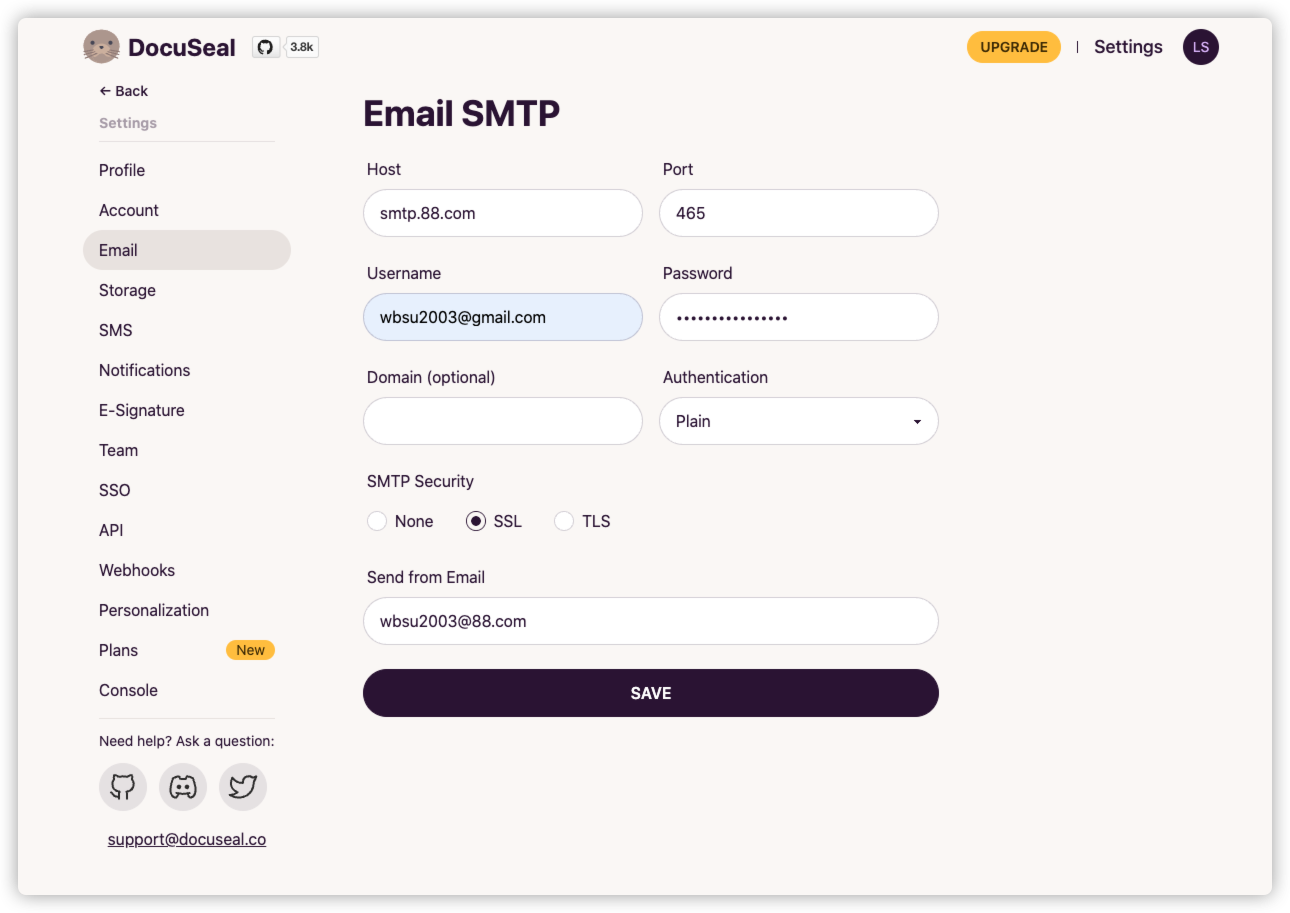 DocuSeal 3.8k UPGRADE | Settings LS
← Back
Settings
Profile
Account
Email
Storage
SMS
Notifications
E-Signature
Team
SSO
API
Webhooks
Personalization
Plans New
Console
Need help? Ask a question:
support@docuseal.co
Email SMTP
Host Port
smtp.88.com 465
Username Password
wbsu2003@gmail.com ••••••••••••••••
Domain (optional) Authentication
Plain
SMTP Security
None SSL TLS
Send from Email
wbsu2003@88.com
SAVE